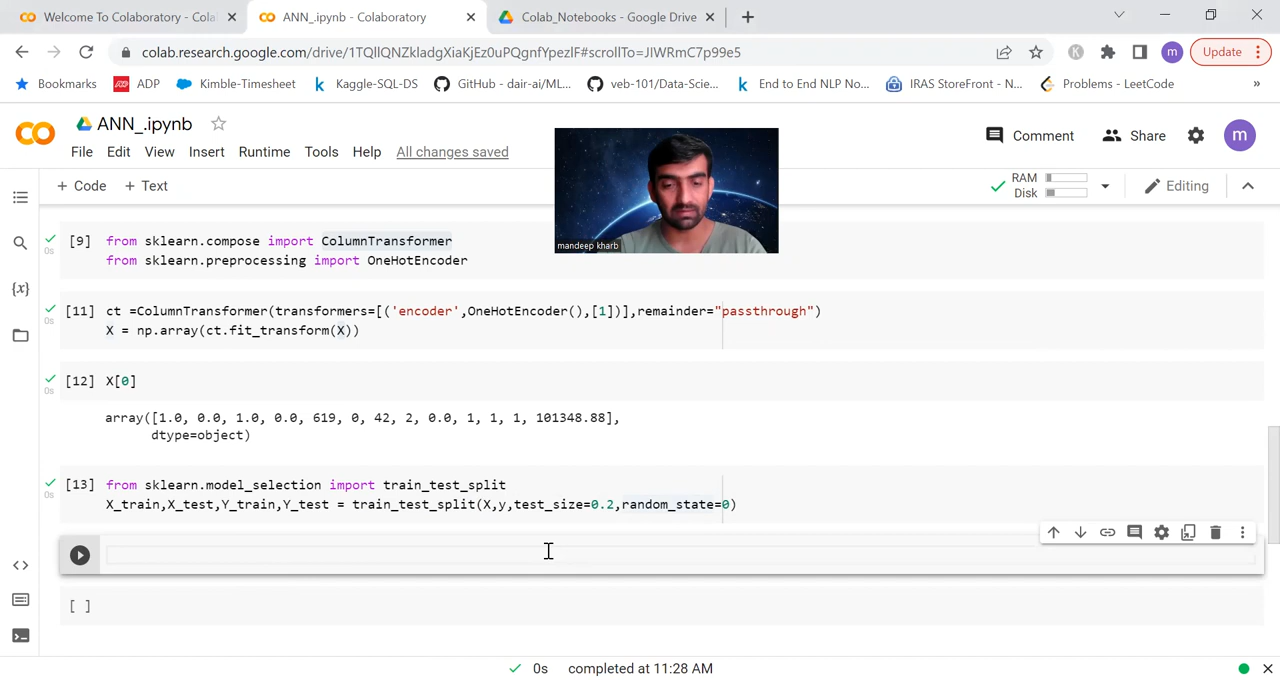 Welcome To Colaboratory - Cola
ANN_.ipynb - Colaboratory
Colab_Notebooks - Google Drive
colab.research.google.com/drive/1TQIlQNZkladgXiaKjEz0uPQgnfYpezlF#scrollTo=JIWRmC7p99e5
K
m
Update
Bookmarks
ADP
Kimble-Timesheet
k Kaggle-SQL-DS
GitHub - dair-ai/ML...
veb-101/Data-Scie...
k End to End NLP No...
IRAS StoreFront - N...
Problems - LeetCode
»
ANN_.ipynb
Comment
Share
m
File Edit View Insert Runtime Tools Help All changes saved
+ Code + Text
RAM
Disk
Editing
mandeep kharb
[9] from sklearn.compose import ColumnTransformer
0s
from sklearn.preprocessing import OneHotEncoder
{x}
[11] ct =ColumnTransformer(transformers=[('encoder',OneHotEncoder(),[1])],remainder="passthrough")
0s
X = np.array(ct.fit_transform(X))
[12] X[0]
0s
array([1.0, 0.0, 1.0, 0.0, 619, 0, 42, 2, 0.0, 1, 1, 1, 101348.88],
dtype=object)
[13] from sklearn.model_selection import train_test_split
0s
X_train,X_test,Y_train,Y_test = train_test_split(X,y,test_size=0.2,random_state=0)
[ ]
0s completed at 11:28 AM